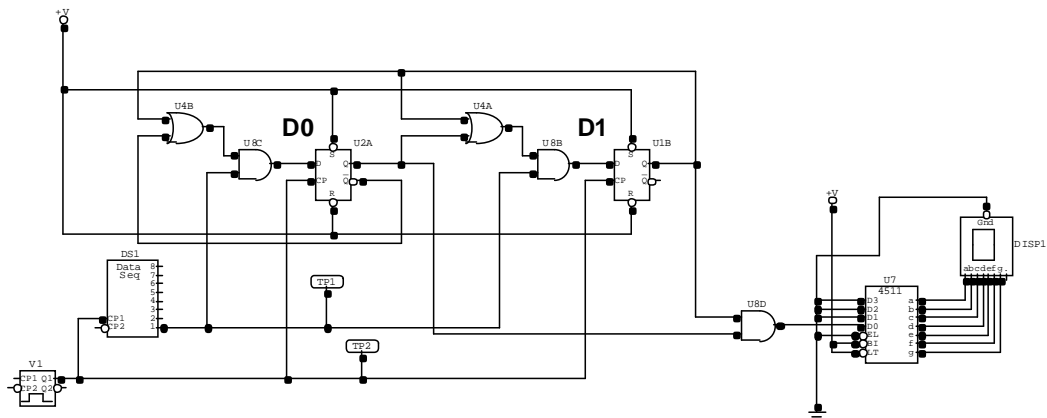 +V
U4B
U4A
D0
D1
U8C
U2A
U8B
U1B
S
D Q
CP Q
R
S
D Q
CP Q
R
+V
Gnd
DISP1
abcdefg.
DS1
Data
Seq
8
7
6
5
4
3
2
1
CP1
CP2
TP1
TP2
U8D
U7
4511
D3 a
D2 b
D1 c
D0 d
EL e
BI f
LT g
V1
CP1 Q1
CP2 Q2